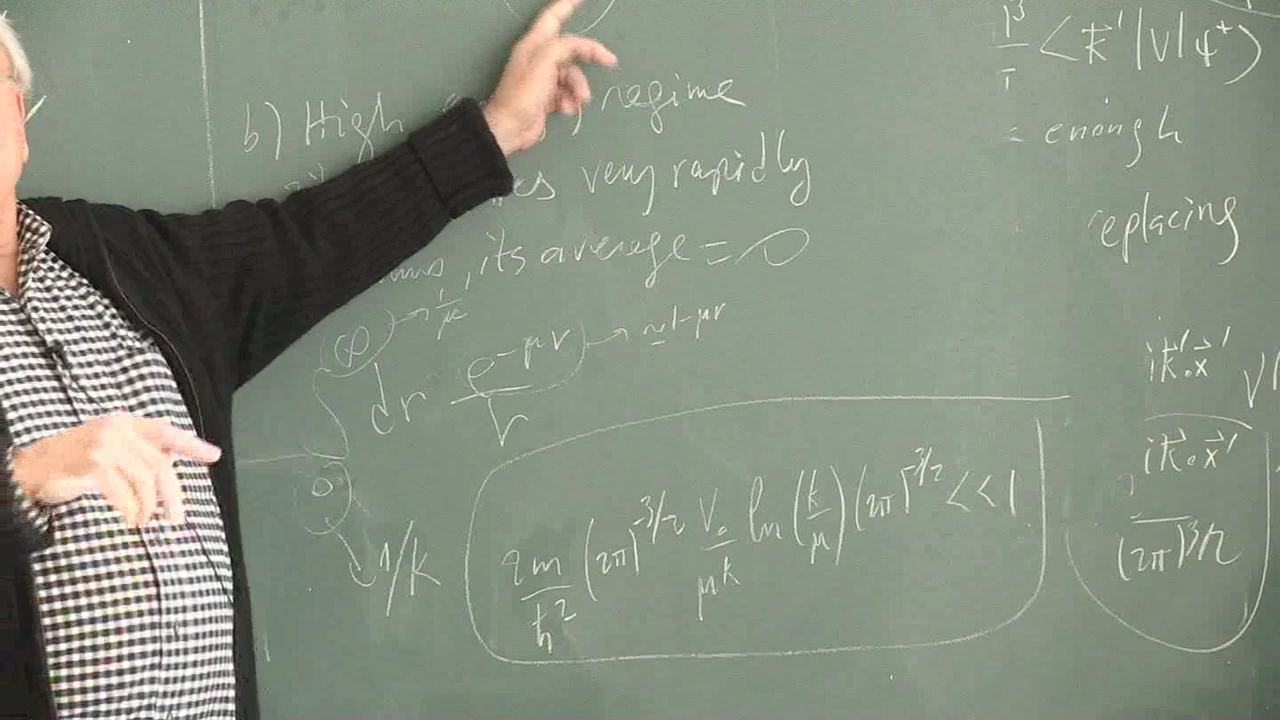 b) High regime
very rapidly
, its average = 0
∞ → 1/μ
∫ dr e^{-μr}/r → ~1-μr
0 → 1/k
2m/ħ² (2π)^{-3/2} V₀/μk ln(k/μ) (2π)^{-3/2} << 1
<k⃗'|V|ψ⁺>
= enough
replacing
ik⃗'·x⃗'
ik⃗·x⃗'
(2π)^{3/2}